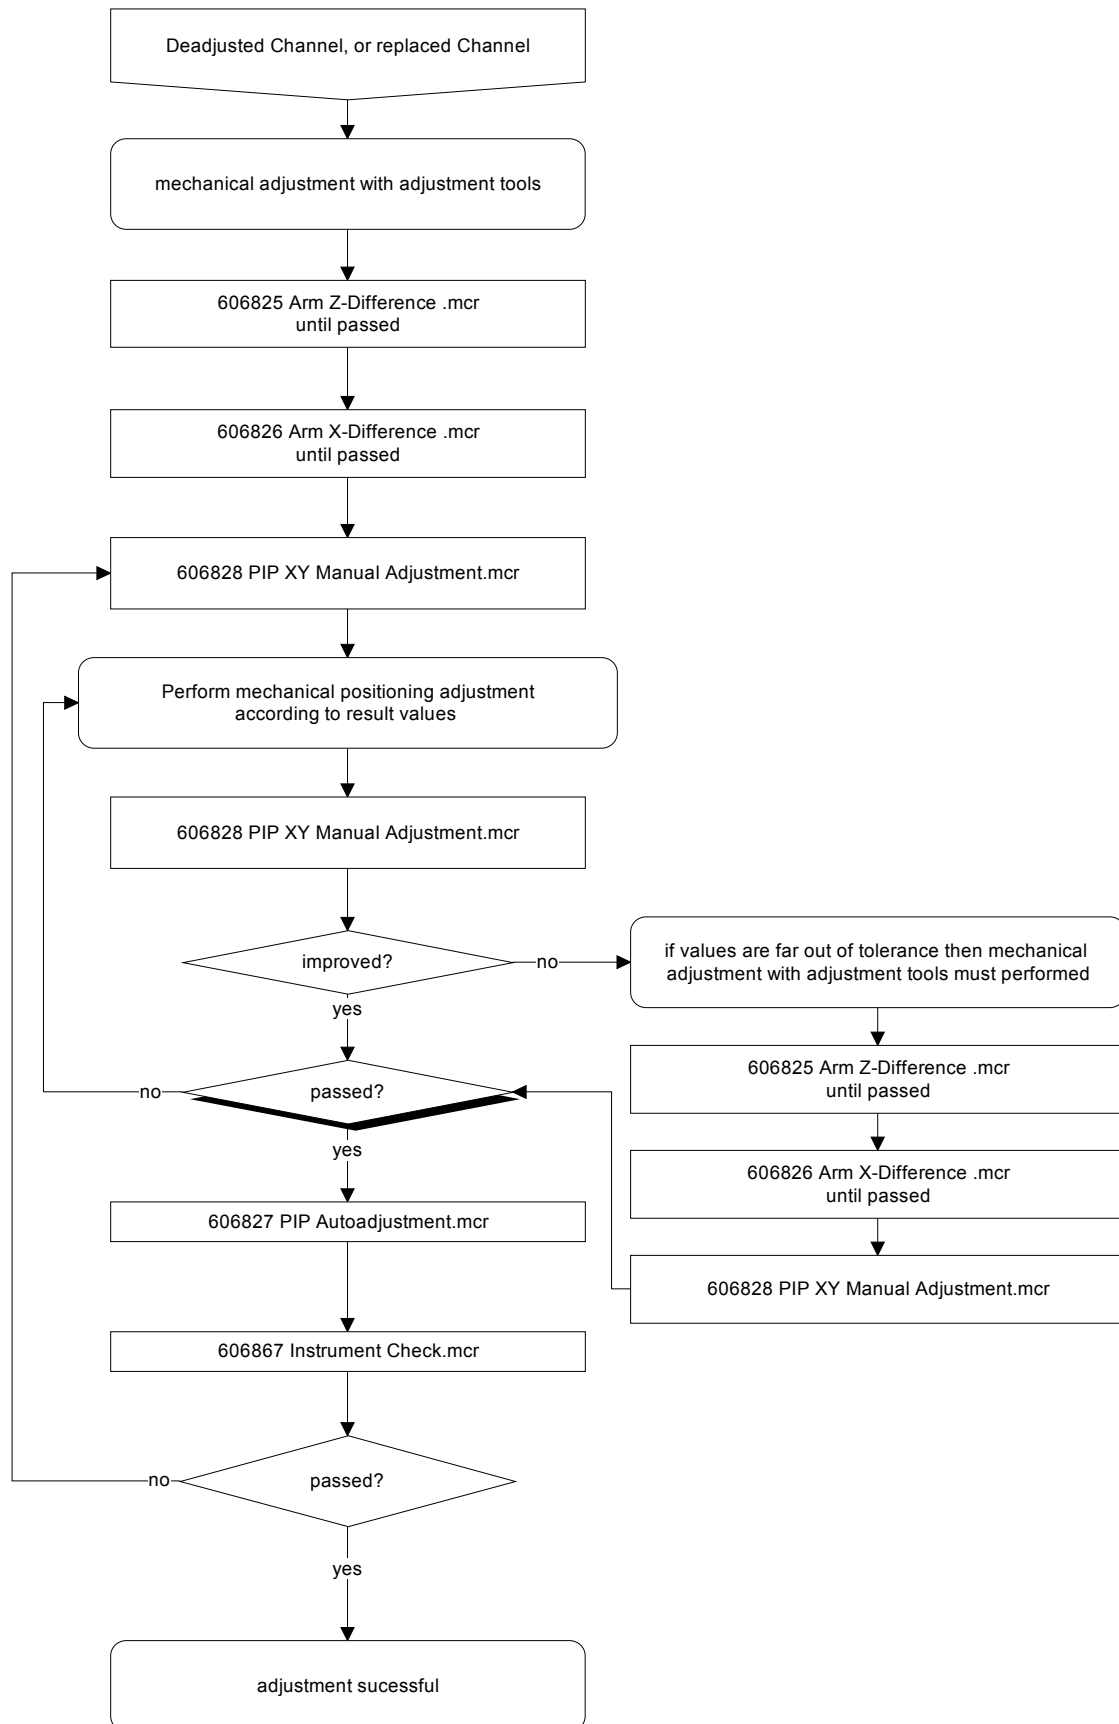 Deadjusted Channel, or replaced Channel
mechanical adjustment with adjustment tools
606825 Arm Z-Difference .mcr
until passed
606826 Arm X-Difference .mcr
until passed
606828 PIP XY Manual Adjustment.mcr
Perform mechanical positioning adjustment
according to result values
606828 PIP XY Manual Adjustment.mcr
improved?
no
if values are far out of tolerance then mechanical
adjustment with adjustment tools must performed
yes
606825 Arm Z-Difference .mcr
until passed
no
passed?
yes
606826 Arm X-Difference .mcr
until passed
606827 PIP Autoadjustment.mcr
606828 PIP XY Manual Adjustment.mcr
606867 Instrument Check.mcr
no
passed?
yes
adjustment sucessful